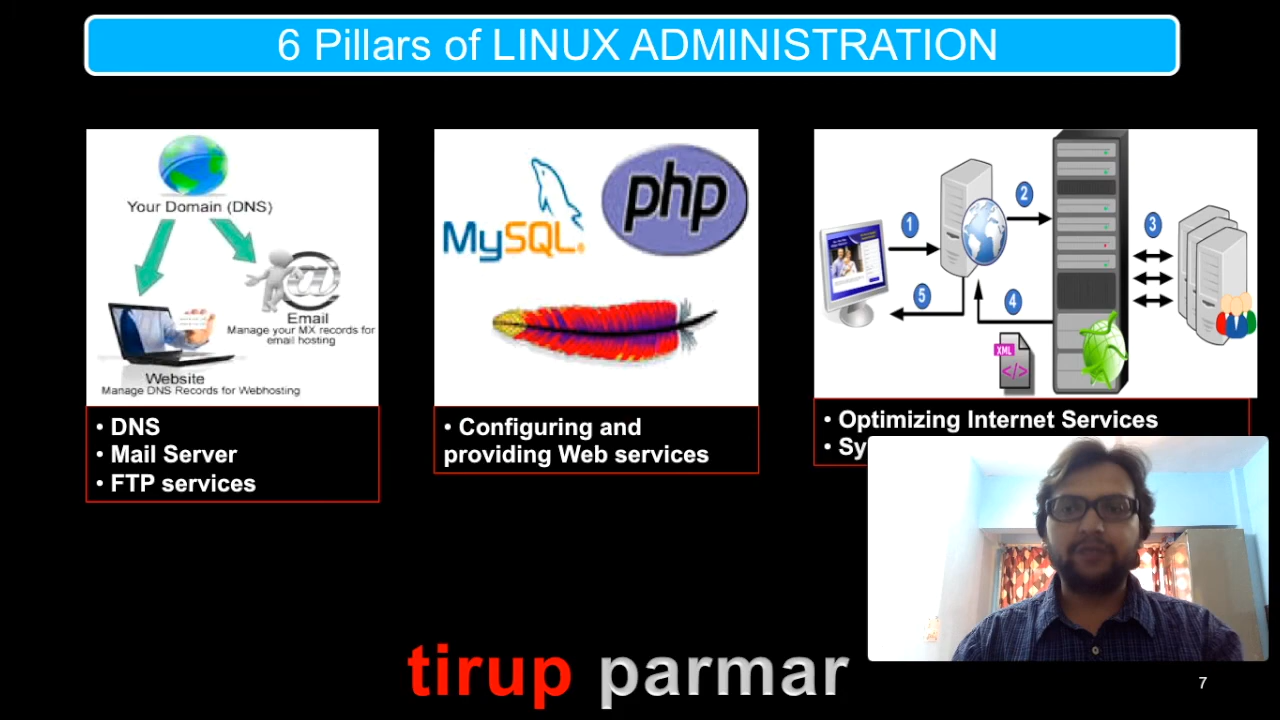 6 Pillars of LINUX ADMINISTRATION
Your Domain (DNS)
Email
Manage your MX records for
email hosting
Website
Manage DNS Records for Webhosting
• DNS
• Mail Server
• FTP services
MySQL
php
• Configuring and
providing Web services
1
2
3
4
5
XML
</>
• Optimizing Internet Services
• Sy
tirup parmar
7